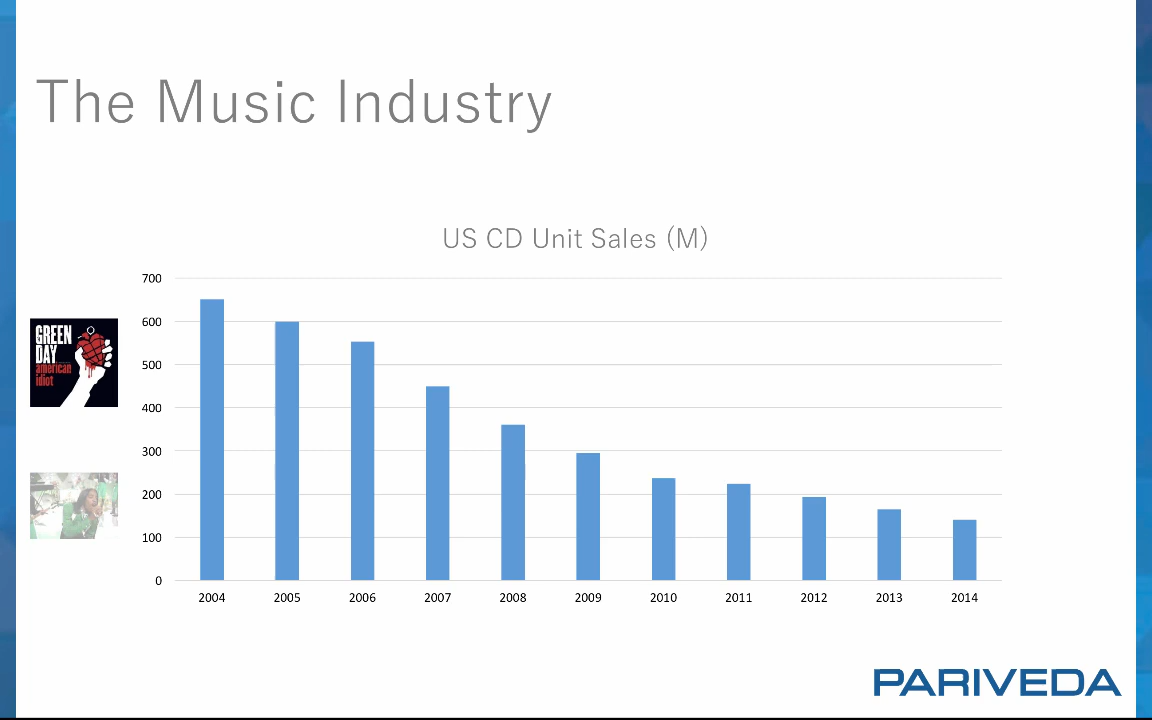 The Music Industry
US CD Unit Sales (M)
700
600
500
400
300
200
100
0
2004 2005 2006 2007 2008 2009 2010 2011 2012 2013 2014
GREEN
DAY
american
idiot
PARIVEDA